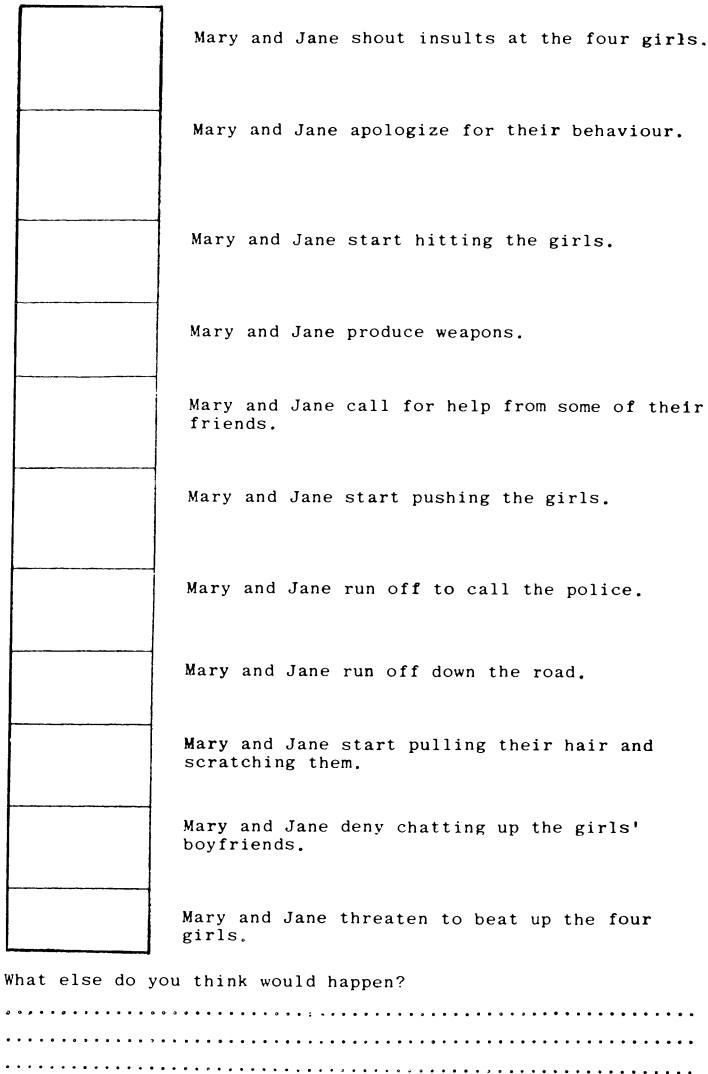 Mary and Jane shout insults at the four girls.
Mary and Jane apologize for their behaviour.
Mary and Jane start hitting the girls.
Mary and Jane produce weapons.
Mary and Jane call for help from some of their
friends.
Mary and Jane start pushing the girls.
Mary and Jane run off to call the police.
Mary and Jane run off down the road.
Mary and Jane start pulling their hair and
scratching them.
Mary and Jane deny chatting up the girls'
boyfriends.
Mary and Jane threaten to beat up the four
girls.
What else do you think would happen?